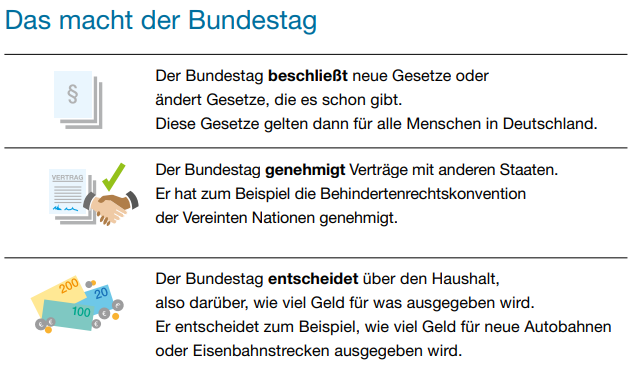 Das macht der Bundestag
§
Der Bundestag beschließt neue Gesetze oder
ändert Gesetze, die es schon gibt.
Diese Gesetze gelten dann für alle Menschen in Deutschland.
VERTRAG
Der Bundestag genehmigt Verträge mit anderen Staaten.
Er hat zum Beispiel die Behindertenrechtskonvention
der Vereinten Nationen genehmigt.
200
20
100
€
€
€
€
Der Bundestag entscheidet über den Haushalt,
also darüber, wie viel Geld für was ausgegeben wird.
Er entscheidet zum Beispiel, wie viel Geld für neue Autobahnen
oder Eisenbahnstrecken ausgegeben wird.